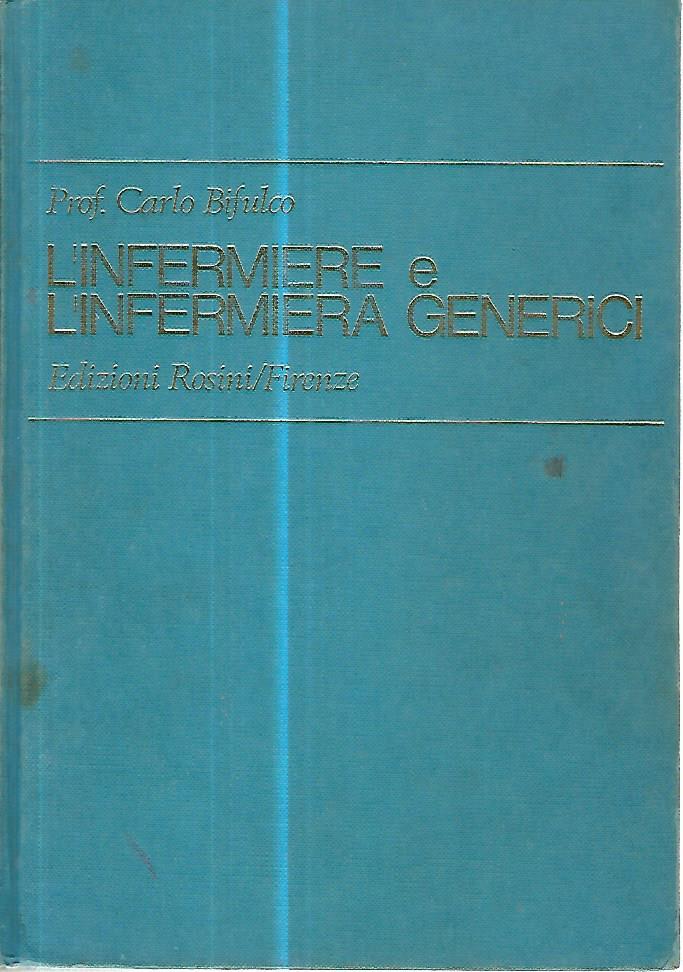 Prof. Carlo Bifulco
L'INFERMIERE e
L'INFERMIERA GENERICI
Edizioni Rosini/Firenze